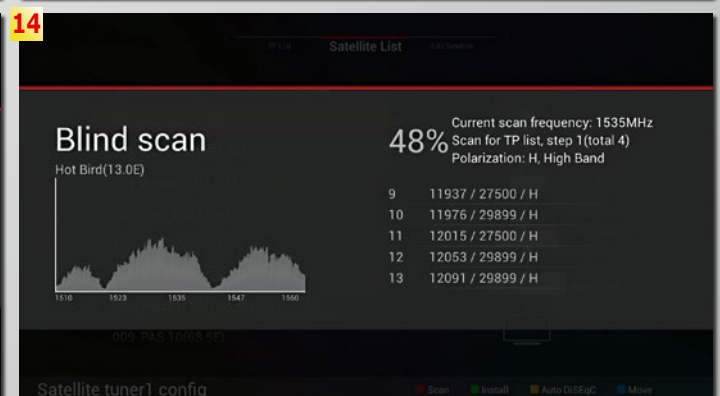 14
TP List Satellite List
Blind scan
Hot Bird(13.0E)
1510 1523 1535 1547 1560
48%
Current scan frequency: 1535MHz
Scan for TP list, step 1(total 4)
Polarization: H, High Band
9 11937 / 27500 / H
10 11976 / 29899 / H
11 12015 / 27500 / H
12 12053 / 29899 / H
13 12091 / 29899 / H
009 PAS 10(68.5E)
Satellite tuner1 config
Scan Install Auto DiSEqC Move